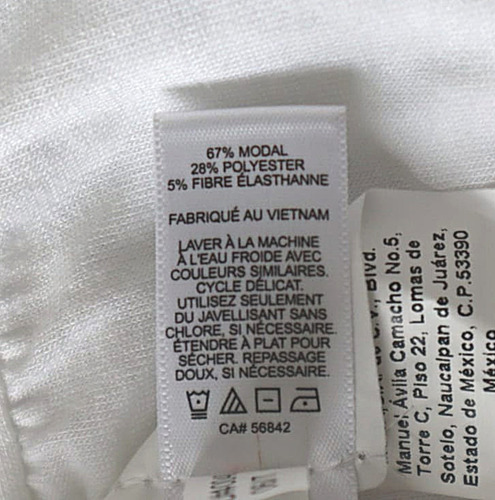 67% MODAL
28% POLYESTER
5% FIBRE ÉLASTHANNE
FABRIQUÉ AU VIETNAM
LAVER À LA MACHINE
À L'EAU FROIDE AVEC
COULEURS SIMILAIRES.
CYCLE DÉLICAT.
UTILISEZ SEULEMENT
DU JAVELLISANT SANS
CHLORE, SI NÉCESSAIRE.
ÉTENDRE À PLAT POUR
SÉCHER. REPASSAGE
DOUX, SI NÉCESSAIRE.
CA# 56842
Blvd.
Manuel Ávila Camacho No.5,
Torre C, Piso 22, Lomas de
Sotelo, Naucalpan de Juárez,
Estado de México, C.P.53390
México